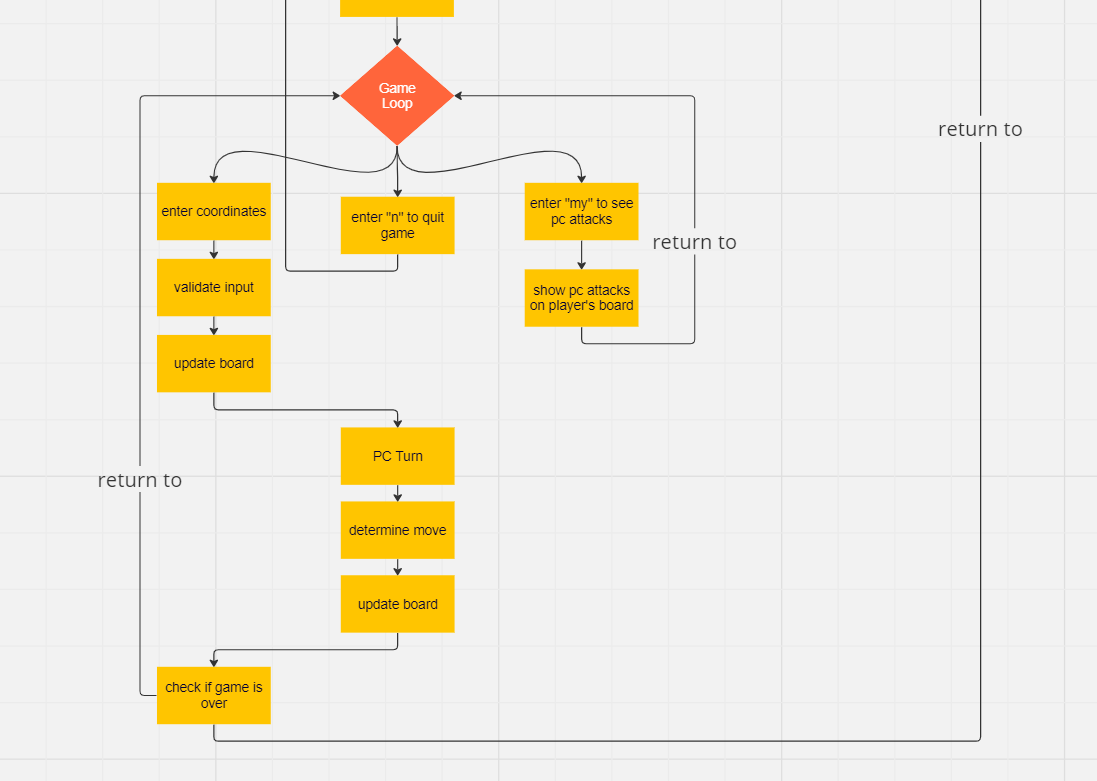 Game
Loop
return to
enter coordinates
enter "n" to quit
game
enter "my" to see
pc attacks
return to
validate input
show pc attacks
on player's board
update board
PC Turn
return to
determine move
update board
check if game is
over